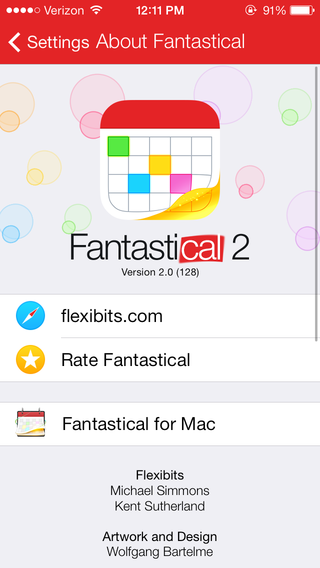 Verizon 12:11 PM 91%
Settings About Fantastical
Fantastical 2
Version 2.0 (128)
flexibits.com
Rate Fantastical
Fantastical for Mac
Flexibits
Michael Simmons
Kent Sutherland
Artwork and Design
Wolfgang Bartelme